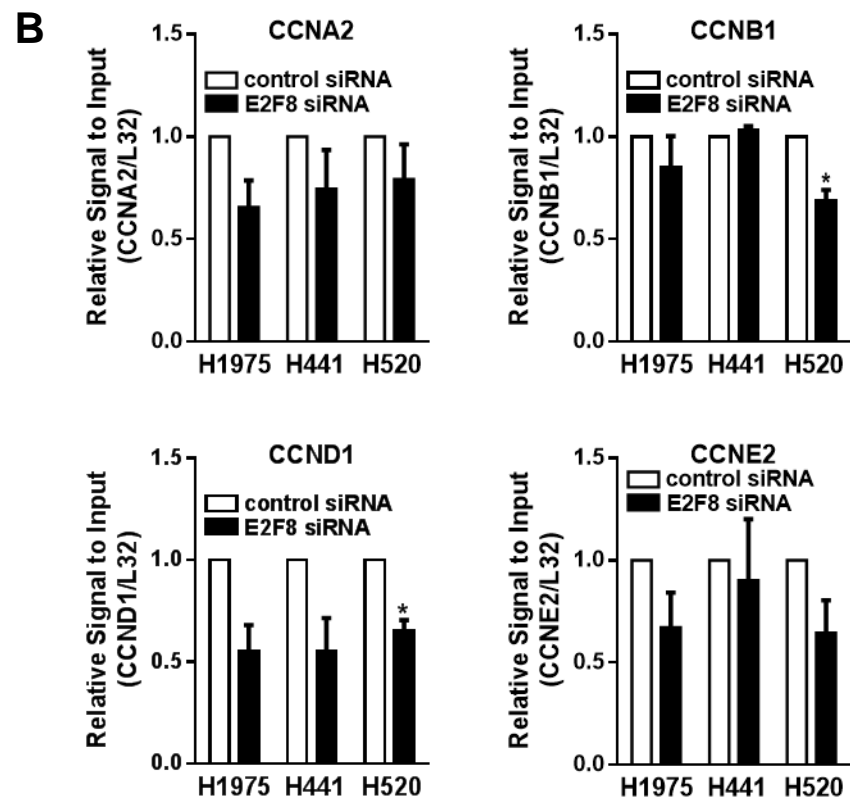 B
CCNA2
control siRNA
E2F8 siRNA
Relative Signal to Input
(CCNA2/L32)
1.5
1.0
0.5
0.0
H1975 H441 H520
CCNB1
control siRNA
E2F8 siRNA
Relative Signal to Input
(CCNB1/L32)
1.5
1.0
0.5
0.0
*
H1975 H441 H520
CCND1
control siRNA
E2F8 siRNA
Relative Signal to Input
(CCND1/L32)
1.5
1.0
0.5
0.0
*
H1975 H441 H520
CCNE2
control siRNA
E2F8 siRNA
Relative Signal to Input
(CCNE2/L32)
1.5
1.0
0.5
0.0
H1975 H441 H520